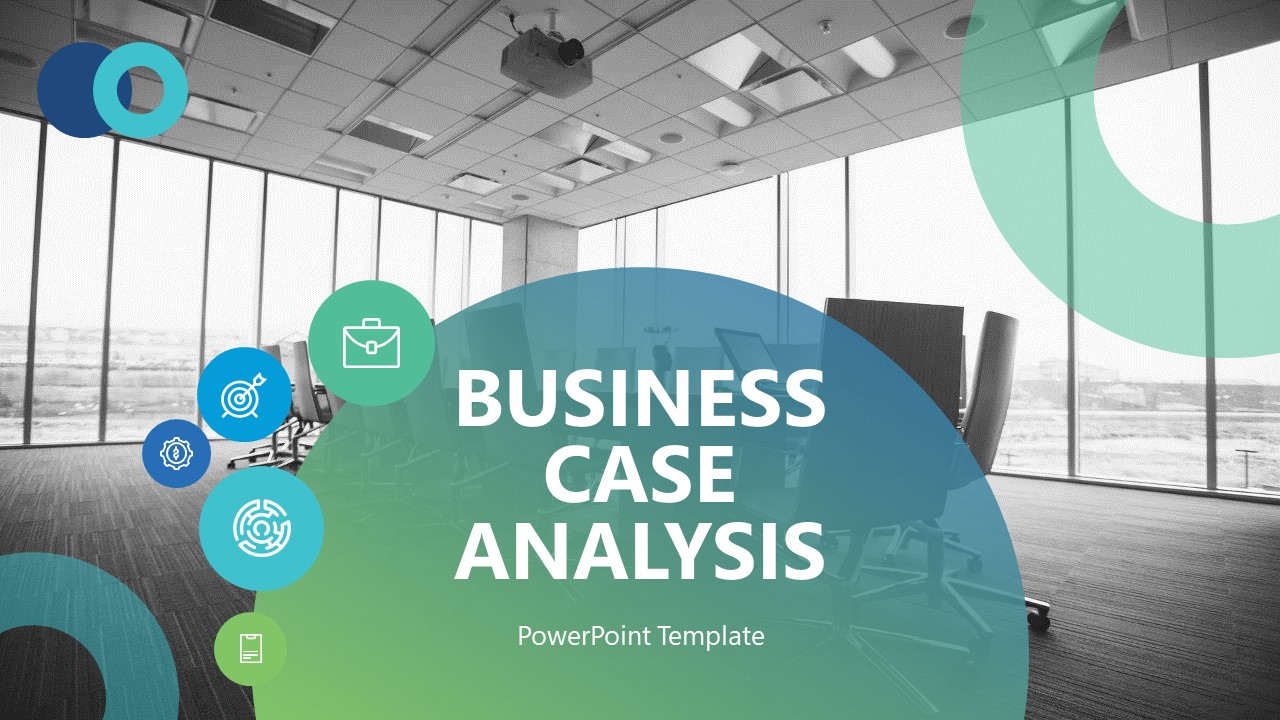 BUSINESS
CASE
ANALYSIS
PowerPoint Template